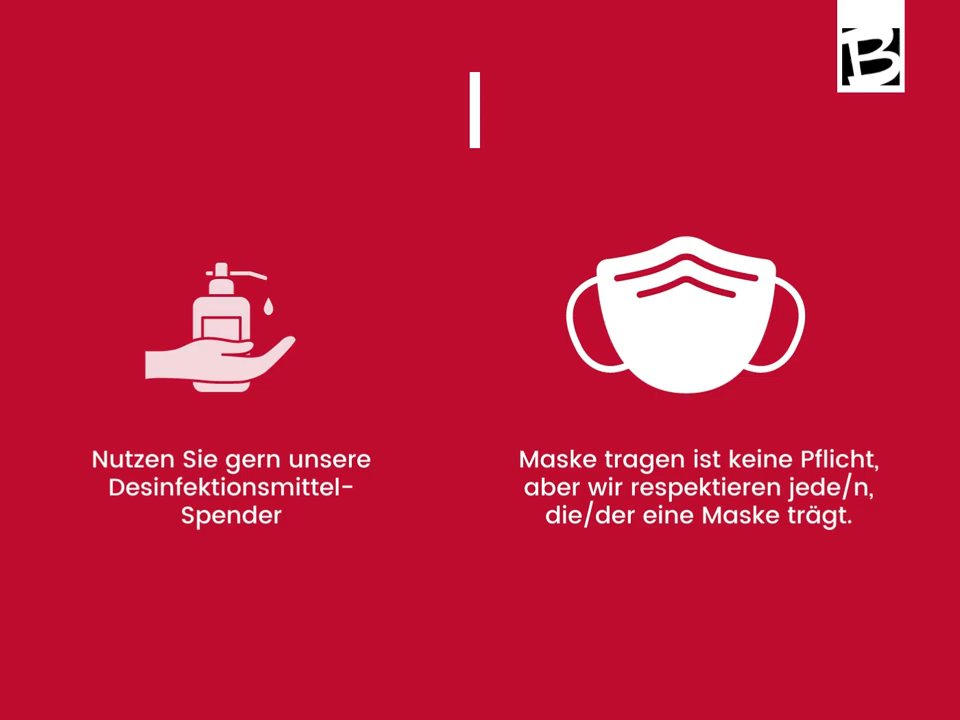 B
Nutzen Sie gern unsere
Desinfektionsmittel-
Spender
Maske tragen ist keine Pflicht,
aber wir respektieren jede/n,
die/der eine Maske trägt.